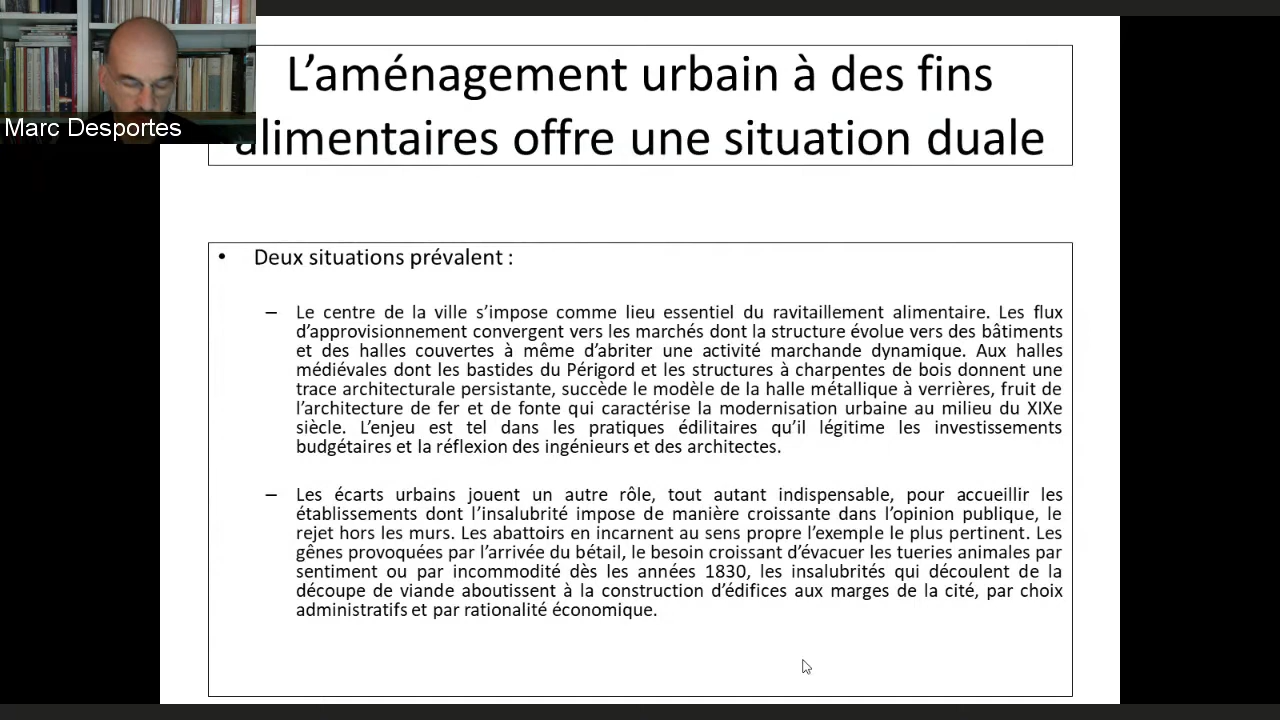 L’aménagement urbain à des fins
alimentaires offre une situation duale
Marc Desportes
• Deux situations prévalent :
– Le centre de la ville s’impose comme lieu essentiel du ravitaillement alimentaire. Les flux
d’approvisionnement convergent vers les marchés dont la structure évolue vers des bâtiments
et des halles couvertes à même d’abriter une activité marchande dynamique. Aux halles
médiévales dont les bastides du Périgord et les structures à charpentes de bois donnent une
trace architecturale persistante, succède le modèle de la halle métallique à verrières, fruit de
l’architecture de fer et de fonte qui caractérise la modernisation urbaine au milieu du XIXe
siècle. L’enjeu est tel dans les pratiques édilitaires qu’il légitime les investissements
budgétaires et la réflexion des ingénieurs et des architectes.
– Les écarts urbains jouent un autre rôle, tout autant indispensable, pour accueillir les
établissements dont l’insalubrité impose de manière croissante dans l’opinion publique, le
rejet hors les murs. Les abattoirs en incarnent au sens propre l’exemple le plus pertinent. Les
gênes provoquées par l’arrivée du bétail, le besoin croissant d’évacuer les tueries animales par
sentiment ou par incommodité dès les années 1830, les insalubrités qui découlent de la
découpe de viande aboutissent à la construction d’édifices aux marges de la cité, par choix
administratifs et par rationalité économique.